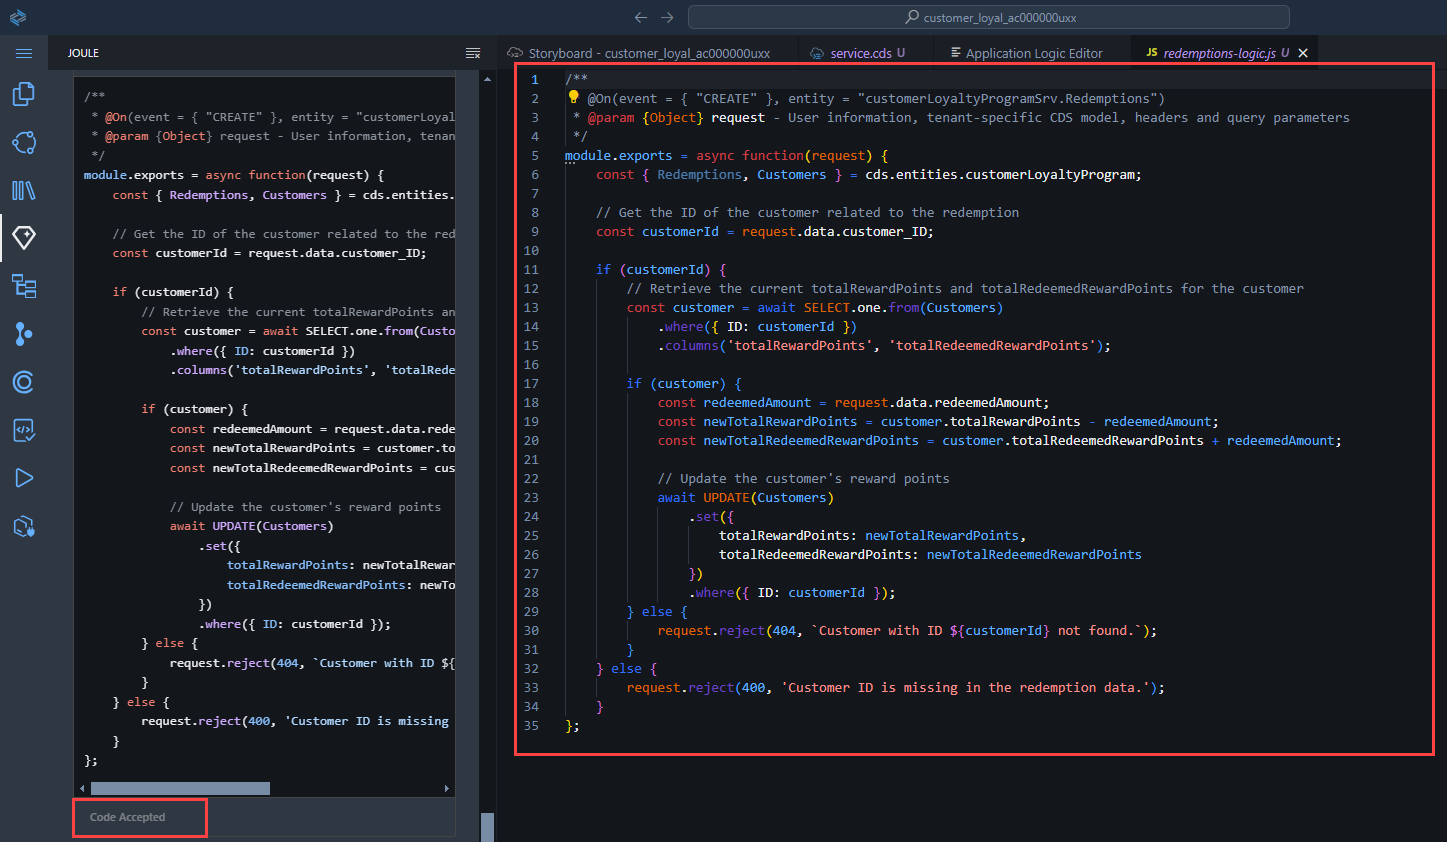 customer_loyal_ac000000uxx
JOULE
/**
* @On(event = { "CREATE" }, entity = "customerLoyal
* @param {Object} request - User information, tenan
*/
module.exports = async function(request) {
const { Redemptions, Customers } = cds.entities.
// Get the ID of the customer related to the red
const customerId = request.data.customer_ID;
if (customerId) {
// Retrieve the current totalRewardPoints an
const customer = await SELECT.one.from(Custo
.where({ ID: customerId })
.columns('totalRewardPoints', 'totalRede
if (customer) {
const redeemedAmount = request.data.rede
const newTotalRewardPoints = customer.to
const newTotalRedeemedRewardPoints = cus
// Update the customer's reward points
await UPDATE(Customers)
.set({
totalRewardPoints: newTotalRewar
totalRedeemedRewardPoints: newTo
})
.where({ ID: customerId });
} else {
request.reject(404, `Customer with ID ${
}
} else {
request.reject(400, 'Customer ID is missing
}
};
Code Accepted
Storyboard - customer_loyal_ac000000uxx
service.cds U
Application Logic Editor
JS redemptions-logic.js U
1 /**
2 * @On(event = { "CREATE" }, entity = "customerLoyaltyProgramSrv.Redemptions")
3 * @param {Object} request - User information, tenant-specific CDS model, headers and query parameters
4 */
5 module.exports = async function(request) {
6 const { Redemptions, Customers } = cds.entities.customerLoyaltyProgram;
7
8 // Get the ID of the customer related to the redemption
9 const customerId = request.data.customer_ID;
10
11 if (customerId) {
12 // Retrieve the current totalRewardPoints and totalRedeemedRewardPoints for the customer
13 const customer = await SELECT.one.from(Customers)
14 .where({ ID: customerId })
15 .columns('totalRewardPoints', 'totalRedeemedRewardPoints');
16
17 if (customer) {
18 const redeemedAmount = request.data.redeemedAmount;
19 const newTotalRewardPoints = customer.totalRewardPoints - redeemedAmount;
20 const newTotalRedeemedRewardPoints = customer.totalRedeemedRewardPoints + redeemedAmount;
21
22 // Update the customer's reward points
23 await UPDATE(Customers)
24 .set({
25 totalRewardPoints: newTotalRewardPoints,
26 totalRedeemedRewardPoints: newTotalRedeemedRewardPoints
27 })
28 .where({ ID: customerId });
29 } else {
30 request.reject(404, `Customer with ID ${customerId} not found.`);
31 }
32 } else {
33 request.reject(400, 'Customer ID is missing in the redemption data.');
34 }
35 };